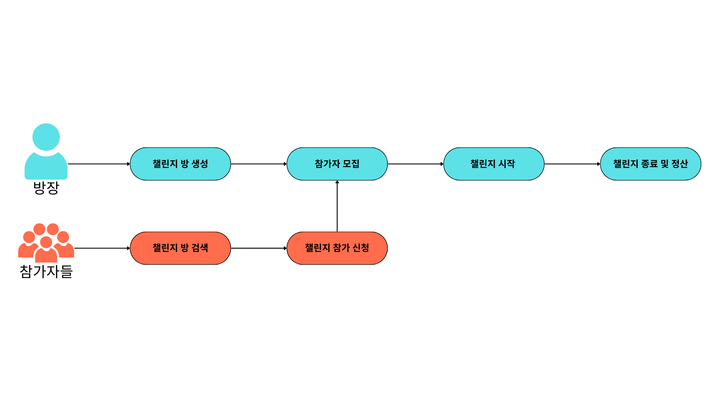 방장
챌린지 방 생성
참가자 모집
챌린지 시작
챌린지 종료 및 정산
참가자들
챌린지 방 검색
챌린지 참가 신청